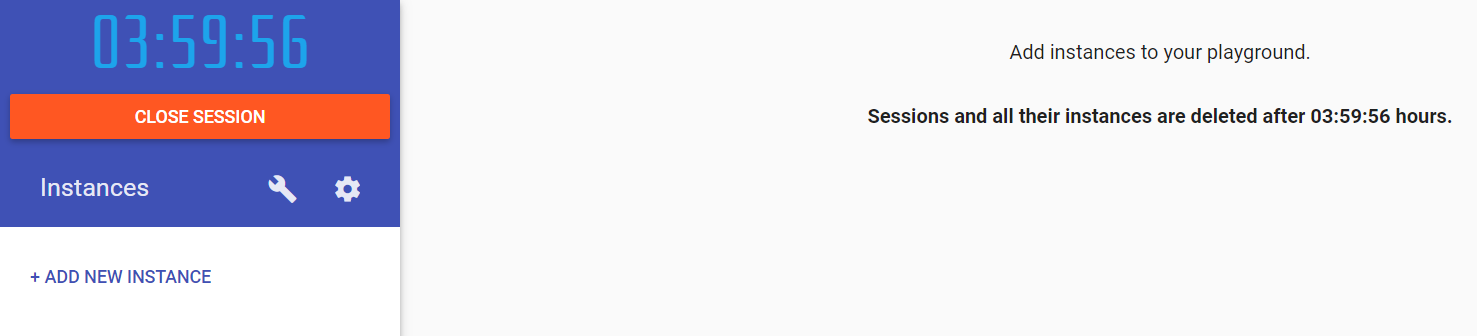 03:59:56
CLOSE SESSION
Instances
+ ADD NEW INSTANCE
Add instances to your playground.
Sessions and all their instances are deleted after 03:59:56 hours.